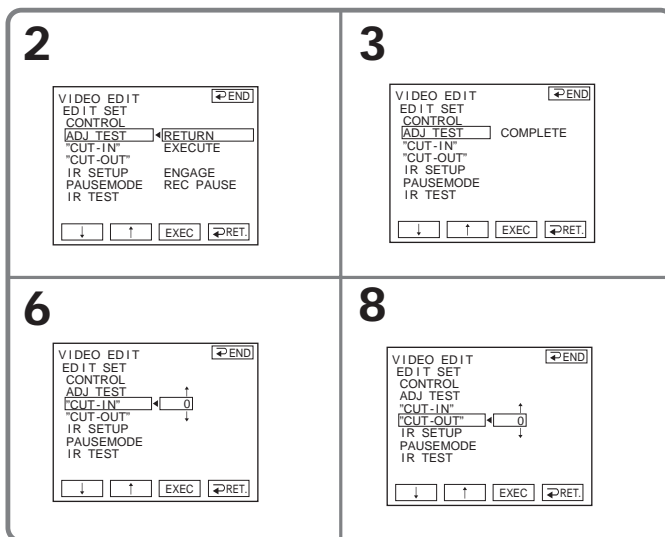 2
VIDEO EDIT ⮌END
EDIT SET
CONTROL
ADJ TEST RETURN
"CUT-IN" EXECUTE
"CUT-OUT"
IR SETUP ENGAGE
PAUSEMODE REC PAUSE
IR TEST
↓ ↑ EXEC ⮌RET.
3
VIDEO EDIT ⮌END
EDIT SET
CONTROL
ADJ TEST COMPLETE
"CUT-IN"
"CUT-OUT"
IR SETUP
PAUSEMODE
IR TEST
↓ ↑ EXEC ⮌RET.
6
VIDEO EDIT ⮌END
EDIT SET
CONTROL
ADJ TEST ↑
"CUT-IN" 0
"CUT-OUT" ↓
IR SETUP
PAUSEMODE
IR TEST
↓ ↑ EXEC ⮌RET.
8
VIDEO EDIT ⮌END
EDIT SET
CONTROL
ADJ TEST
"CUT-IN" ↑
"CUT-OUT" 0
IR SETUP ↓
PAUSEMODE
IR TEST
↓ ↑ EXEC ⮌RET.